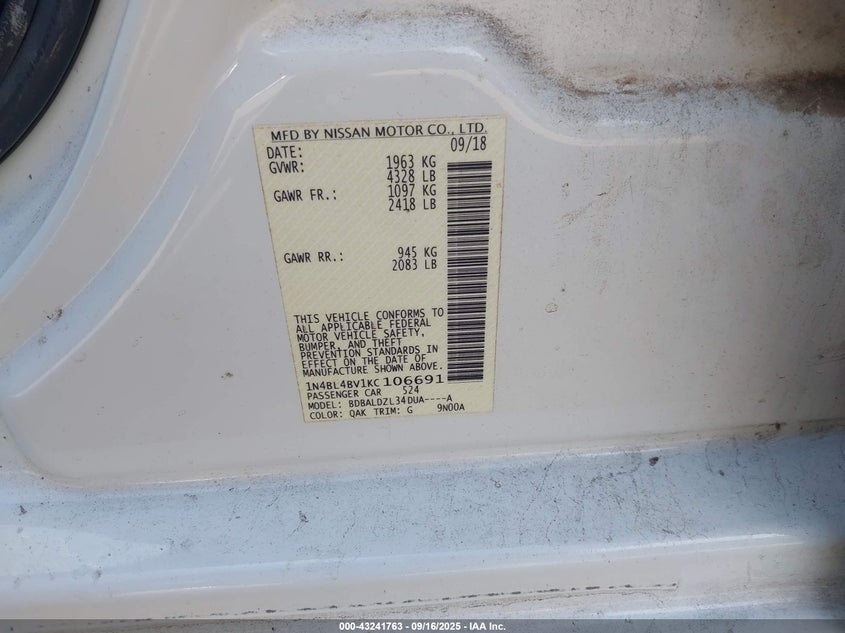 MFD BY NISSAN MOTOR CO., LTD.
DATE: 09/18
GVWR: 1963 KG
4328 LB
GAWR FR.: 1097 KG
2418 LB
GAWR RR.: 945 KG
2083 LB
THIS VEHICLE CONFORMS TO
ALL APPLICABLE FEDERAL
MOTOR VEHICLE SAFETY,
BUMPER, AND THEFT
PREVENTION STANDARDS IN
EFFECT ON THE DATE OF
MANUFACTURE SHOWN ABOVE.
1N4BL4BV1KC106691
PASSENGER CAR 524
MODEL: BDBALDZL34DUA----A
COLOR: QAK TRIM: G 9N00A
000-43241763 - 09/16/2025 - IAA Inc.